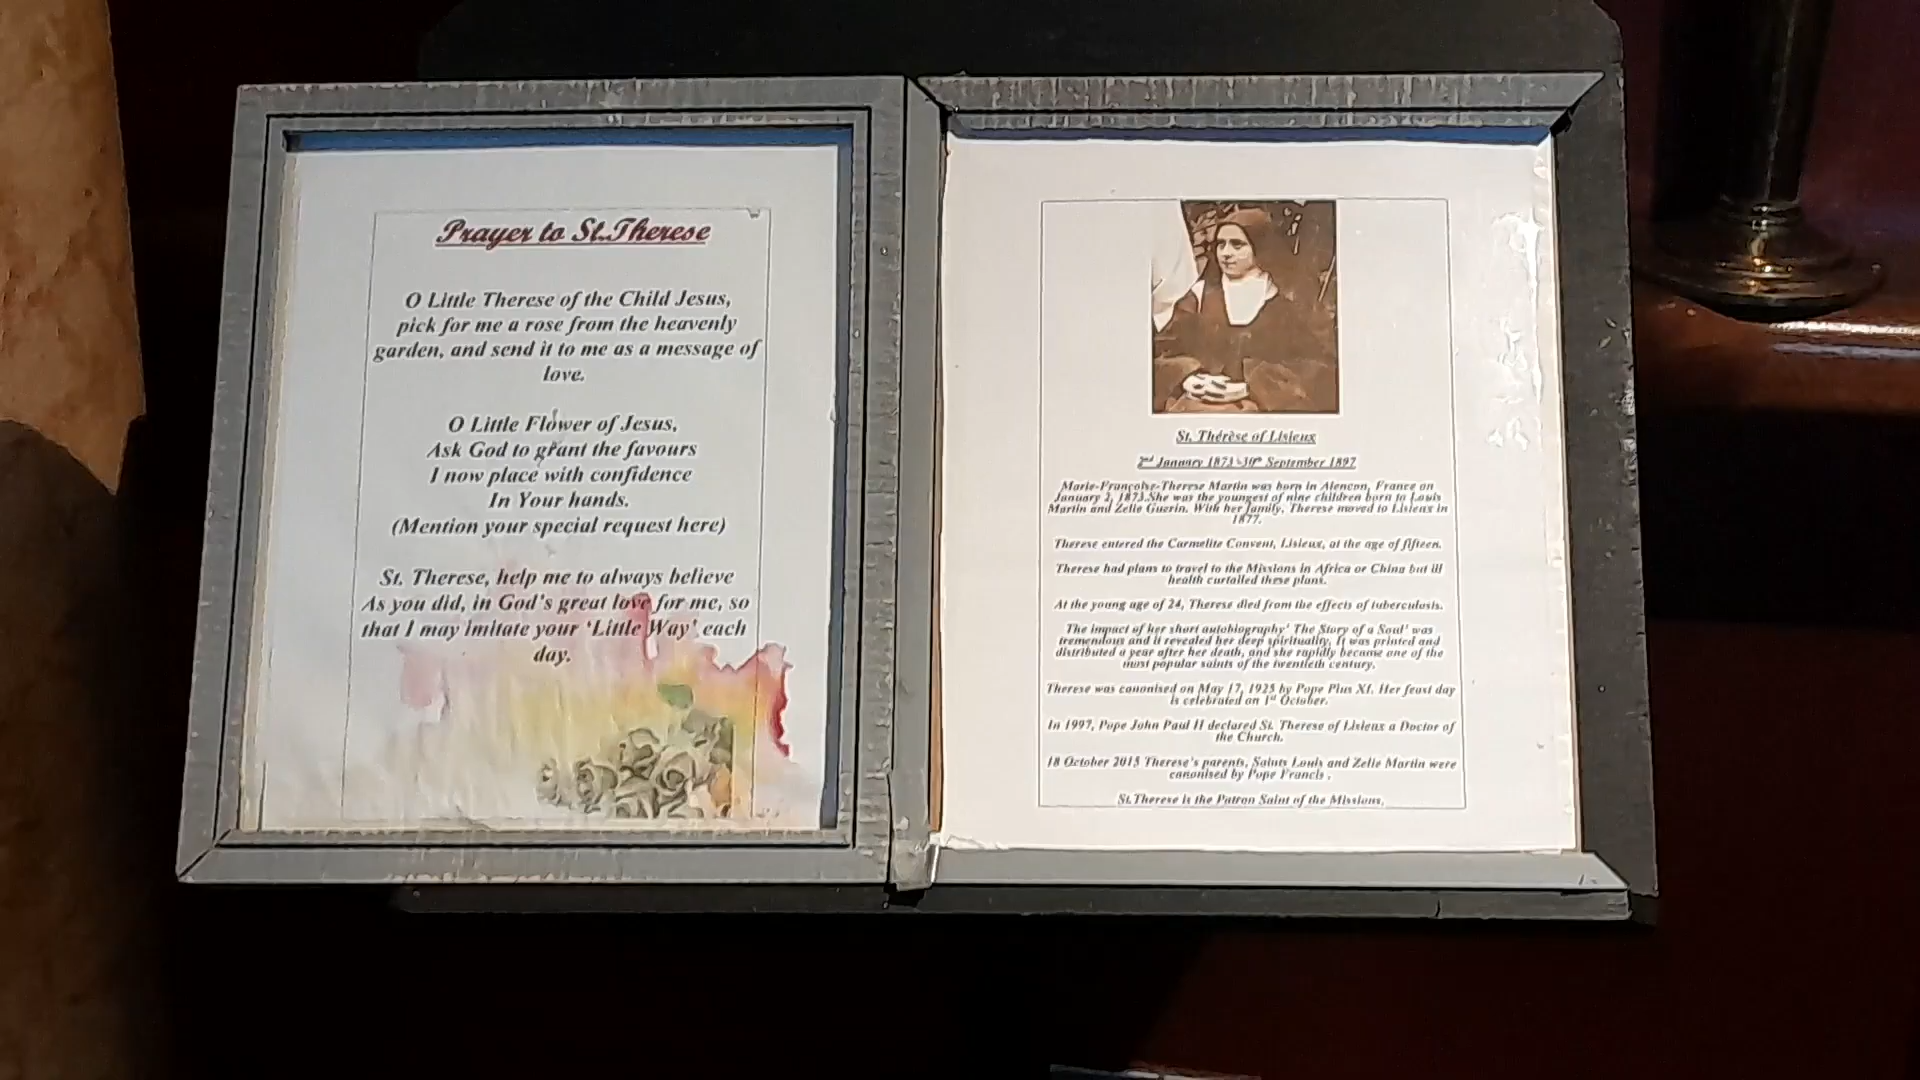 Prayer to St.Therese
O Little Therese of the Child Jesus,
pick for me a rose from the heavenly
garden, and send it to me as a message of
love.
O Little Flower of Jesus,
Ask God to grant the favours
I now place with confidence
In Your hands.
(Mention your special request here)
St. Therese, help me to always believe
As you did, in God's great love for me, so
that I may imitate your ‘Little Way’ each
day.
St. Thérèse of Lisieux
2nd January 1873 -30th September 1897
Marie-Françoise-Therese Martin was born in Alencon, France on
January 2, 1873.She was the youngest of nine children born to Louis
Martin and Zelie Guerin. With her family, Therese moved to Lisieux in
1877.
Therese entered the Carmelite Convent, Lisieux, at the age of fifteen.
Therese had plans to travel to the Missions in Africa or China but ill
health curtailed these plans.
At the young age of 24, Therese died from the effects of tuberculosis.
The impact of her short autobiography‘ The Story of a Soul’ was
tremendous and it revealed her deep spirituality. It was printed and
distributed a year after her death, and she rapidly became one of the
most popular saints of the twentieth century.
Therese was canonised on May 17, 1925 by Pope Pius XI. Her feast day
is celebrated on 1st October.
In 1997, Pope John Paul II declared St. Therese of Lisieux a Doctor of
the Church.
18 October 2015 Therese's parents, Saints Louis and Zelie Martin were
canonised by Pope Francis .
St.Therese is the Patron Saint of the Missions.